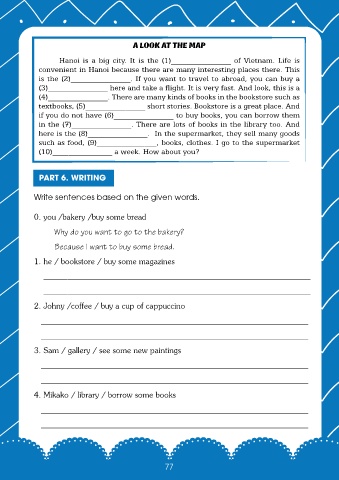 A LOOK AT THE MAP
Hanoi is a big city. It is the (1)________________ of Vietnam. Life is
convenient in Hanoi because there are many interesting places there. This
is the (2)________________. If you want to travel to abroad, you can buy a
(3)________________ here and take a flight. It is very fast. And look, this is a
(4)________________. There are many kinds of books in the bookstore such as
textbooks, (5)________________ short stories. Bookstore is a great place. And
if you do not have (6)________________ to buy books, you can borrow them
in the (7)________________. There are lots of books in the library too. And
here is the (8)________________. In the supermarket, they sell many goods
such as food, (9)________________, books, clothes. I go to the supermarket
(10)________________ a week. How about you?
PART 6. WRITING
Write sentences based on the given words.
0. you /bakery /buy some bread
Why do you want to go to the bakery?
Because I want to buy some bread.
1. he / bookstore / buy some magazines
2. Johny /coffee / buy a cup of cappuccino
3. Sam / gallery / see some new paintings
4. Mikako / library / borrow some books
77